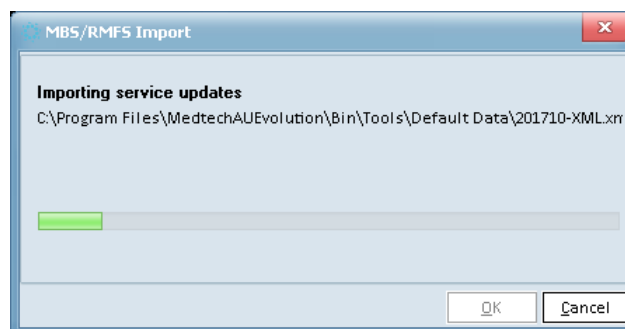 MBS/RMFS Import
Importing service updates
C:\Program Files\MedtechAUEvolution\Bin\Tools\Default Data\201710-XML.xm
OK
Cancel